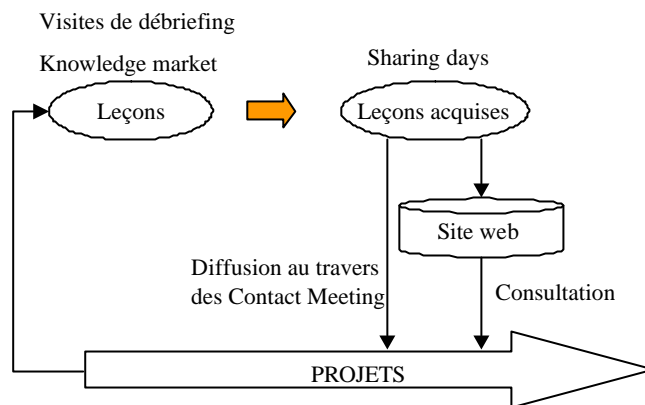 Visites de débriefing
Knowledge market
Sharing days
Leçons
Leçons acquises
Site web
Diffusion au travers
des Contact Meeting
Consultation
PROJETS